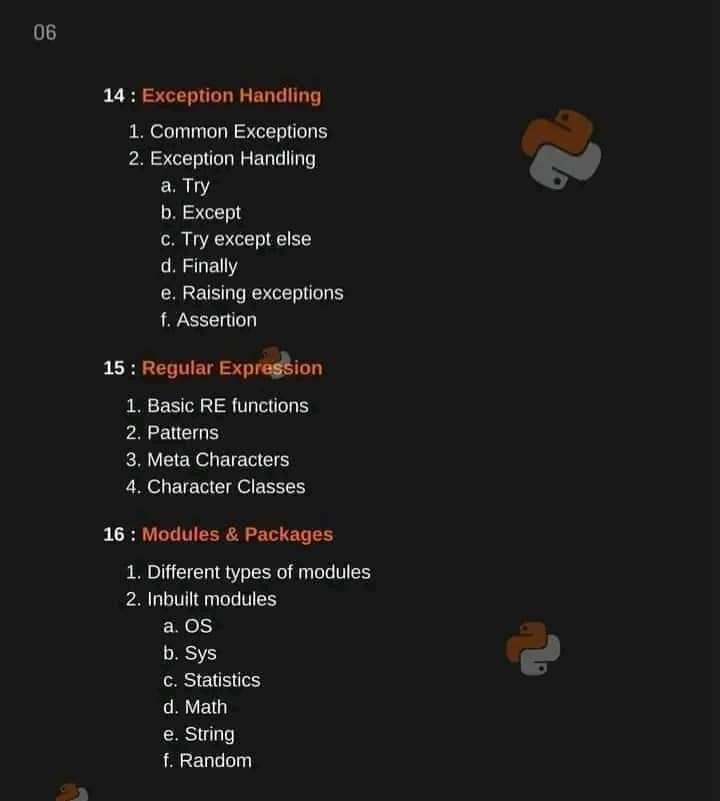 06
14 : Exception Handling
1. Common Exceptions
2. Exception Handling
a. Try
b. Except
c. Try except else
d. Finally
e. Raising exceptions
f. Assertion
15 : Regular Expression
1. Basic RE functions
2. Patterns
3. Meta Characters
4. Character Classes
16 : Modules & Packages
1. Different types of modules
2. Inbuilt modules
a. OS
b. Sys
c. Statistics
d. Math
e. String
f. Random